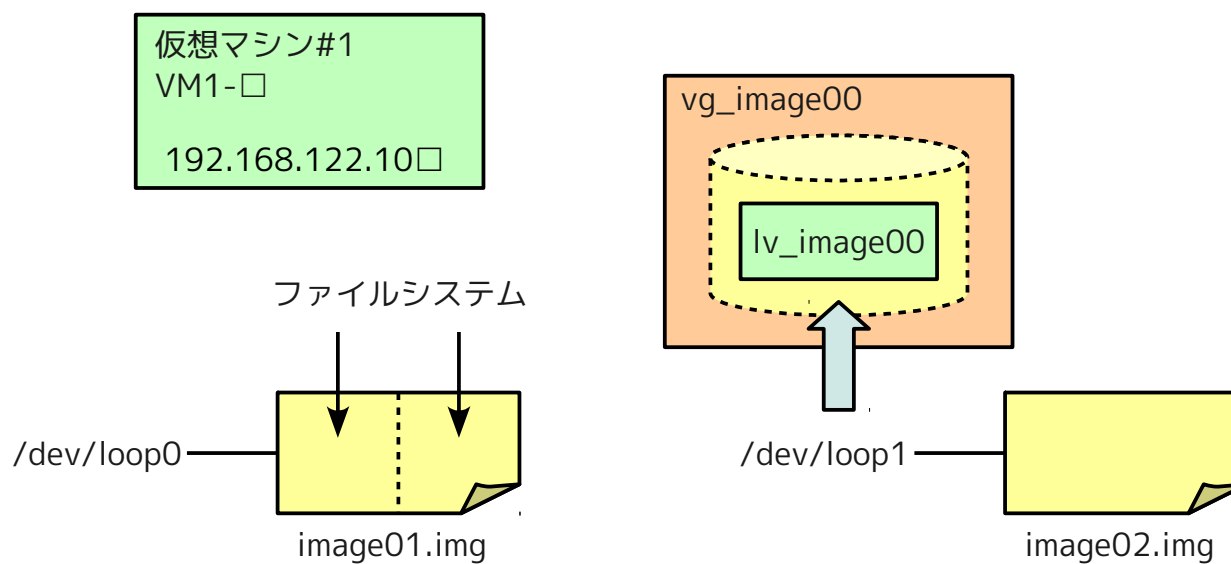 仮想マシン#1
VM1-□
192.168.122.10□
vg_image00
lv_image00
ファイルシステム
/dev/loop0
/dev/loop1
image01.img
image02.img